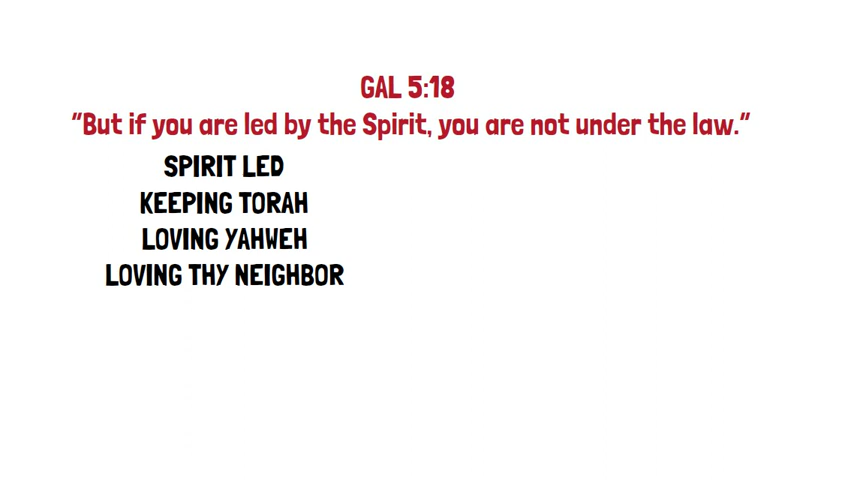 GAL 5:18
"But if you are led by the Spirit, you are not under the law."
SPIRIT LED
KEEPING TORAH
LOVING YAHWEH
LOVING THY NEIGHBOR